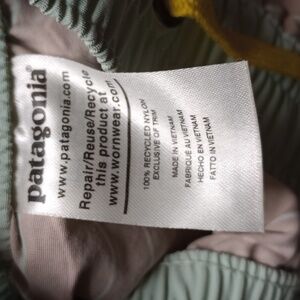 patagonia®
www.patagonia.com
Repair/Reuse/Recycle
this product at
www.wornwear.com
100% RECYCLED NYLON
EXCLUSIVE OF TRIM
MADE IN VIETNAM
FABRIQUÉ AU VIETNAM
HECHO EN VIETNAM
FATTO IN VIETNAM